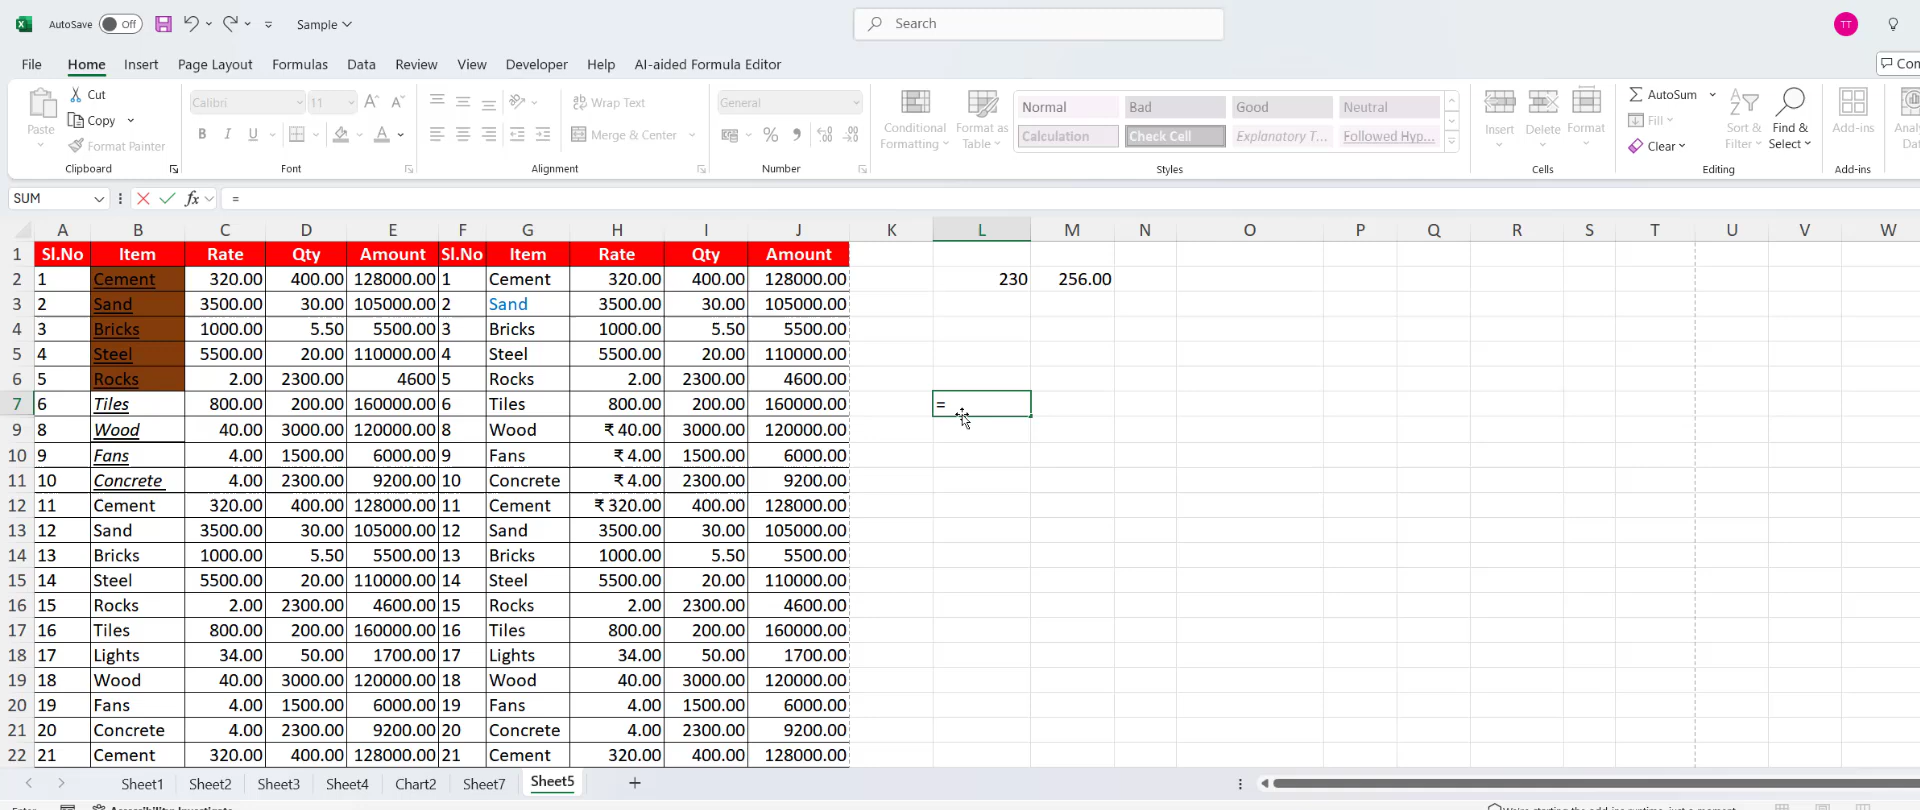 AutoSave Off Sample Search TT
File Home Insert Page Layout Formulas Data Review View Developer Help AI-aided Formula Editor
Paste Cut Copy Format Painter Clipboard
Calibri 11 B I U A Font
Wrap Text Merge & Center Alignment
General % Number
Conditional Formatting Format as Table
Normal Bad Good Neutral
Calculation Check Cell Explanatory T... Followed Hyp...
Styles
Insert Delete Format Cells
AutoSum Fill Clear Sort & Filter Find & Select Editing
Add-ins Add-ins
SUM fx =
A B C D E F G H I J K L M N O P Q R S T U V W
1 Sl.No Item Rate Qty Amount Sl.No Item Rate Qty Amount
2 1 Cement 320.00 400.00 128000.00 1 Cement 320.00 400.00 128000.00 230 256.00
3 2 Sand 3500.00 30.00 105000.00 2 Sand 3500.00 30.00 105000.00
4 3 Bricks 1000.00 5.50 5500.00 3 Bricks 1000.00 5.50 5500.00
5 4 Steel 5500.00 20.00 110000.00 4 Steel 5500.00 20.00 110000.00
6 5 Rocks 2.00 2300.00 4600 5 Rocks 2.00 2300.00 4600.00
7 6 Tiles 800.00 200.00 160000.00 6 Tiles 800.00 200.00 160000.00 =
9 8 Wood 40.00 3000.00 120000.00 8 Wood ₹ 40.00 3000.00 120000.00
10 9 Fans 4.00 1500.00 6000.00 9 Fans ₹ 4.00 1500.00 6000.00
11 10 Concrete 4.00 2300.00 9200.00 10 Concrete ₹ 4.00 2300.00 9200.00
12 11 Cement 320.00 400.00 128000.00 11 Cement ₹ 320.00 400.00 128000.00
13 12 Sand 3500.00 30.00 105000.00 12 Sand 3500.00 30.00 105000.00
14 13 Bricks 1000.00 5.50 5500.00 13 Bricks 1000.00 5.50 5500.00
15 14 Steel 5500.00 20.00 110000.00 14 Steel 5500.00 20.00 110000.00
16 15 Rocks 2.00 2300.00 4600.00 15 Rocks 2.00 2300.00 4600.00
17 16 Tiles 800.00 200.00 160000.00 16 Tiles 800.00 200.00 160000.00
18 17 Lights 34.00 50.00 1700.00 17 Lights 34.00 50.00 1700.00
19 18 Wood 40.00 3000.00 120000.00 18 Wood 40.00 3000.00 120000.00
20 19 Fans 4.00 1500.00 6000.00 19 Fans 4.00 1500.00 6000.00
21 20 Concrete 4.00 2300.00 9200.00 20 Concrete 4.00 2300.00 9200.00
22 21 Cement 320.00 400.00 128000.00 21 Cement 320.00 400.00 128000.00
Sheet1 Sheet2 Sheet3 Sheet4 Chart2 Sheet7 Sheet5